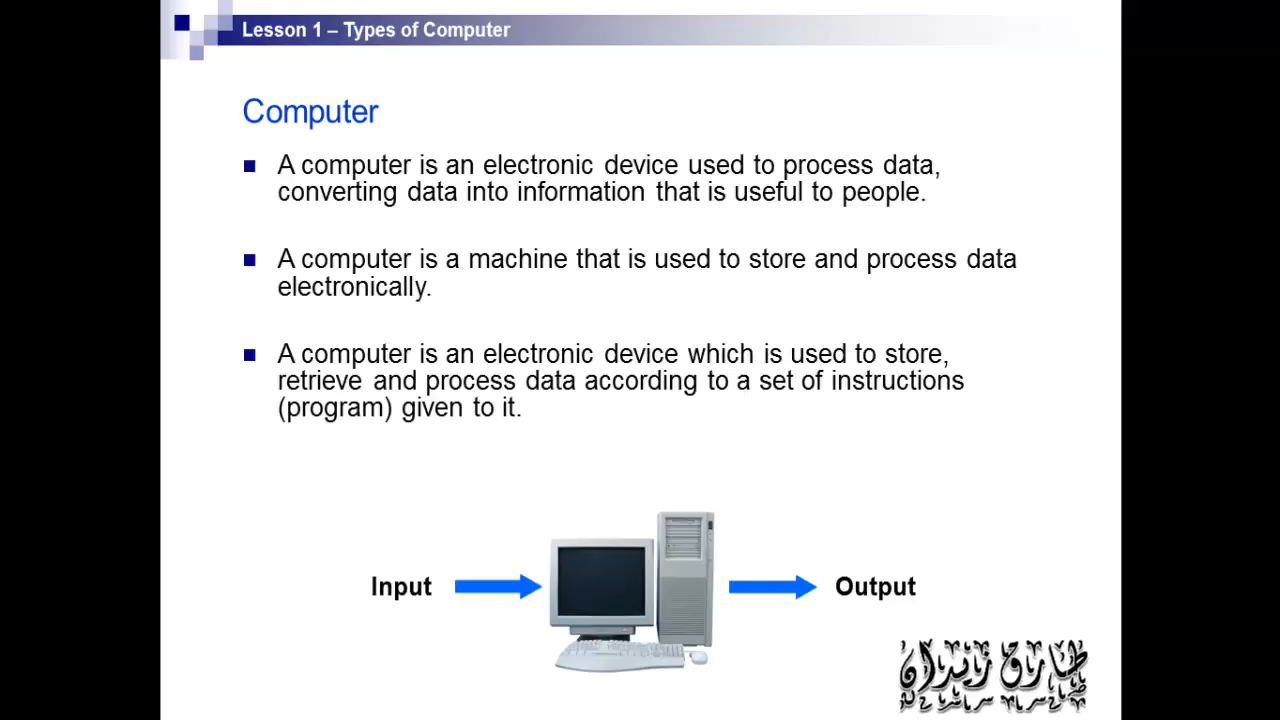 Lesson 1 – Types of Computer
Computer
A computer is an electronic device used to process data,
converting data into information that is useful to people.
A computer is a machine that is used to store and process data
electronically.
A computer is an electronic device which is used to store,
retrieve and process data according to a set of instructions
(program) given to it.
Input
Output
طارق زيدان